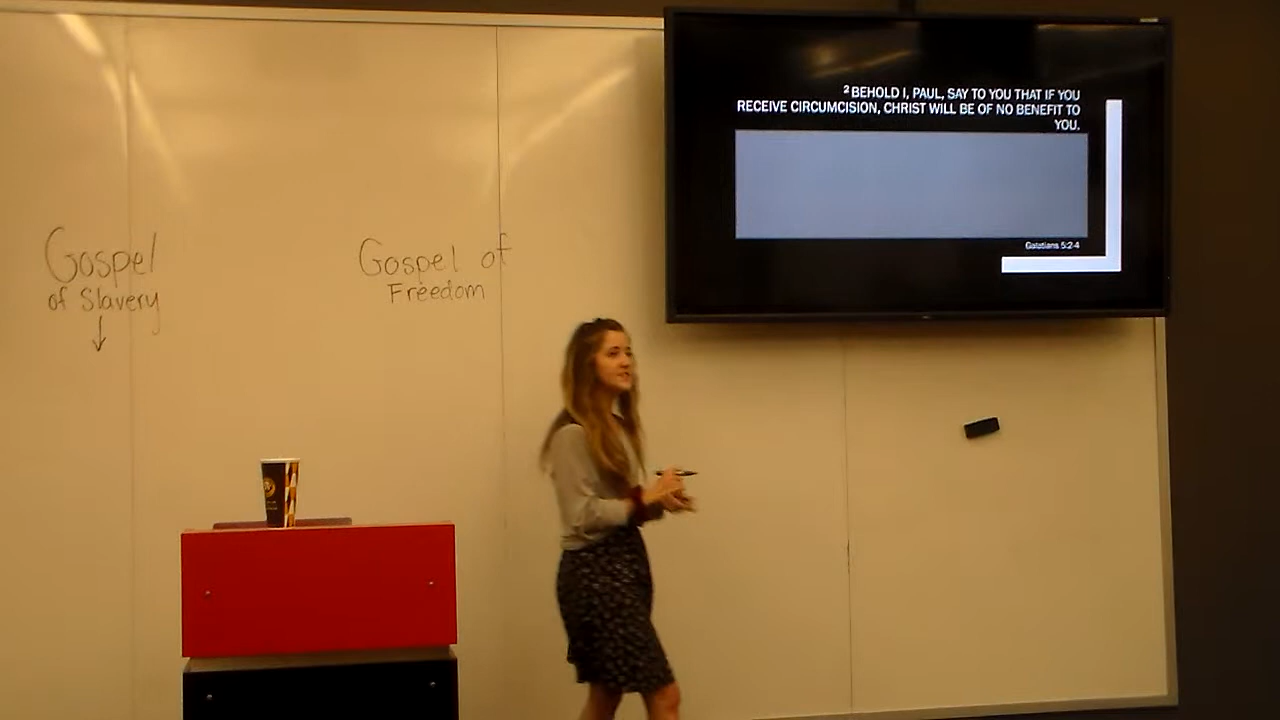 Gospel
of Slavery
Gospel of
Freedom
² BEHOLD I, PAUL, SAY TO YOU THAT IF YOU
RECEIVE CIRCUMCISION, CHRIST WILL BE OF NO BENEFIT TO
YOU.
Galatians 5:2-4